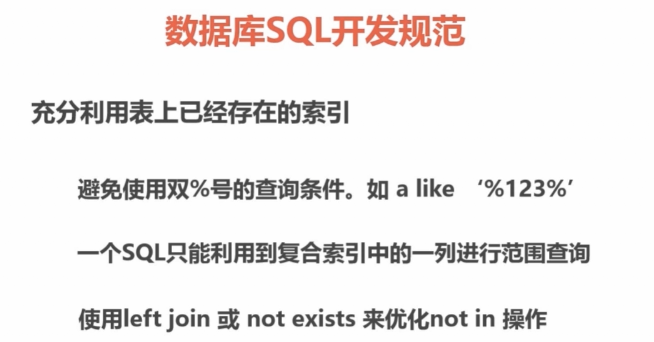 数据库SQL开发规范
充分利用表上已经存在的索引
避免使用双%号的查询条件。如 a like ‘%123%’
一个SQL只能利用到复合索引中的一列进行范围查询
使用left join 或 not exists 来优化not in 操作